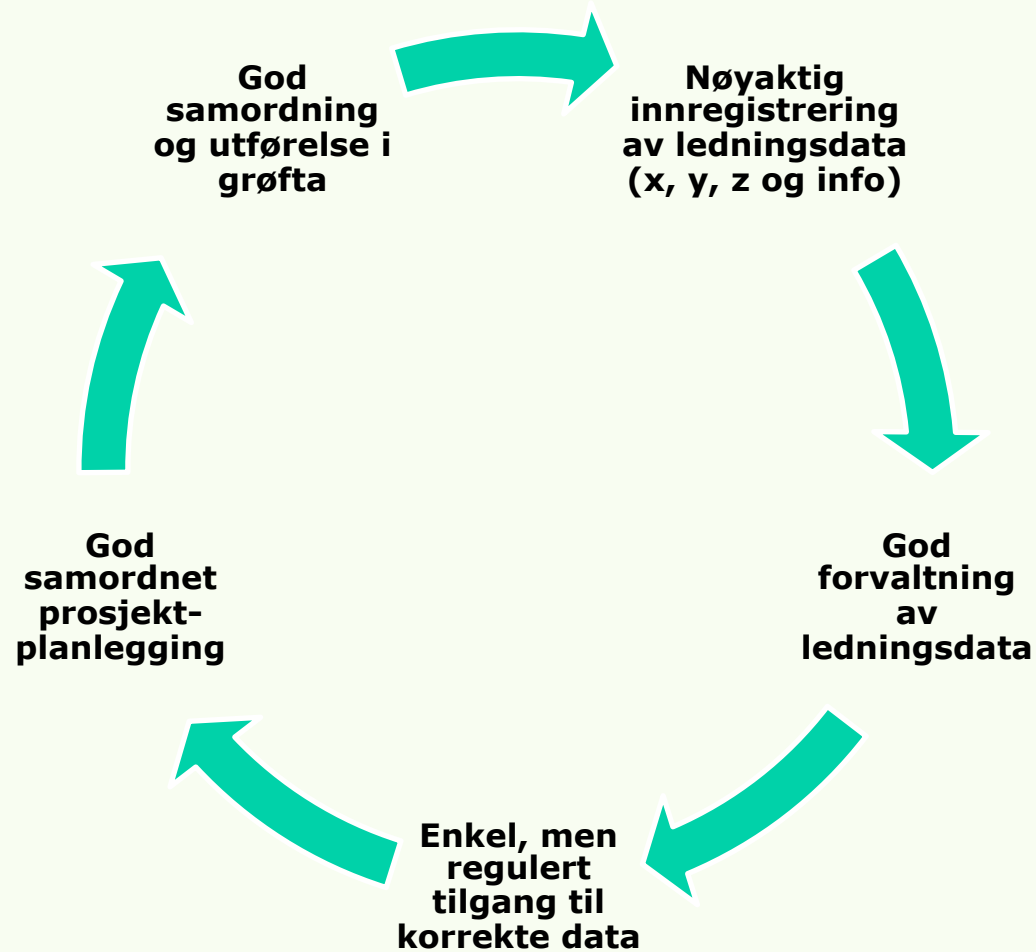 God
samordning
og utførelse i
grøfta
Nøyaktig
innregistrering
av ledningsdata
(x, y, z og info)
God
forvaltning
av
ledningsdata
Enkel, men
regulert
tilgang til
korrekte data
God
samordnet
prosjekt-
planlegging